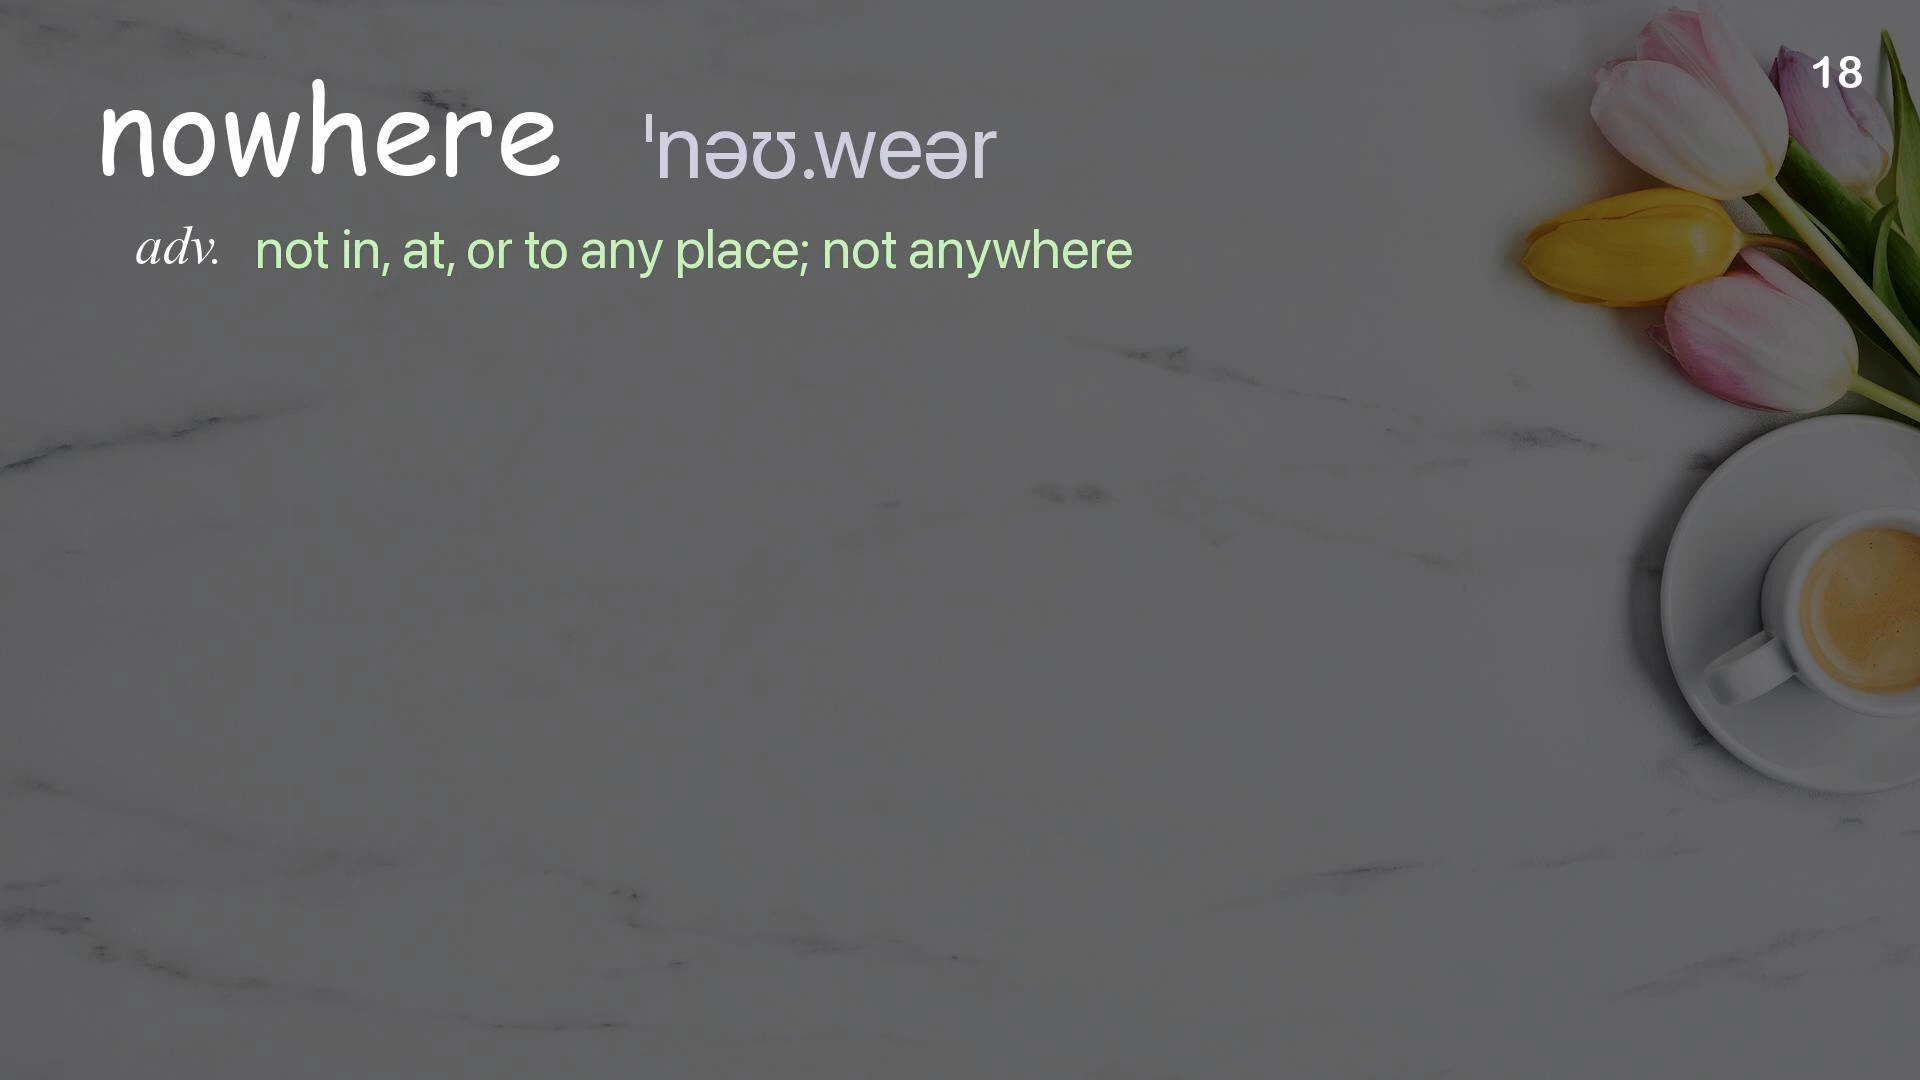 18
nowhere ˈnəʊ.weər
adv. not in, at, or to any place; not anywhere